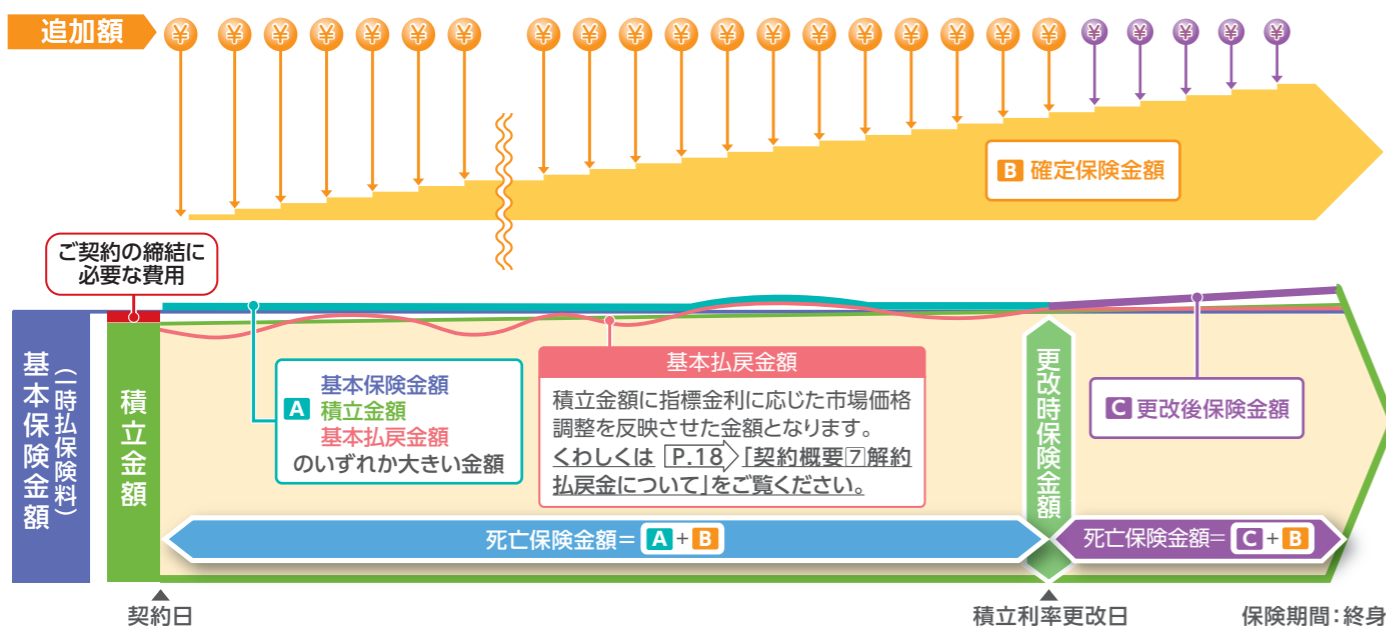 追加額
¥ ¥ ¥ ¥ ¥ ¥ ¥ ¥ ¥ ¥ ¥ ¥ ¥ ¥ ¥ ¥ ¥ ¥ ¥ ¥ ¥ ¥ ¥ ¥
B 確定保険金額
ご契約の締結に
必要な費用
基本保険金額
(一時払保険料)
積立金額
A
基本保険金額
積立金額
基本払戻金額
のいずれか大きい金額
基本払戻金額
積立金額に指標金利に応じた市場価格
調整を反映させた金額となります。
くわしくは P.18 「契約概要7解約
払戻金について」をご覧ください。
更改時保険金額
C 更改後保険金額
死亡保険金額=A+B
死亡保険金額=C+B
契約日
積立利率更改日
保険期間:終身